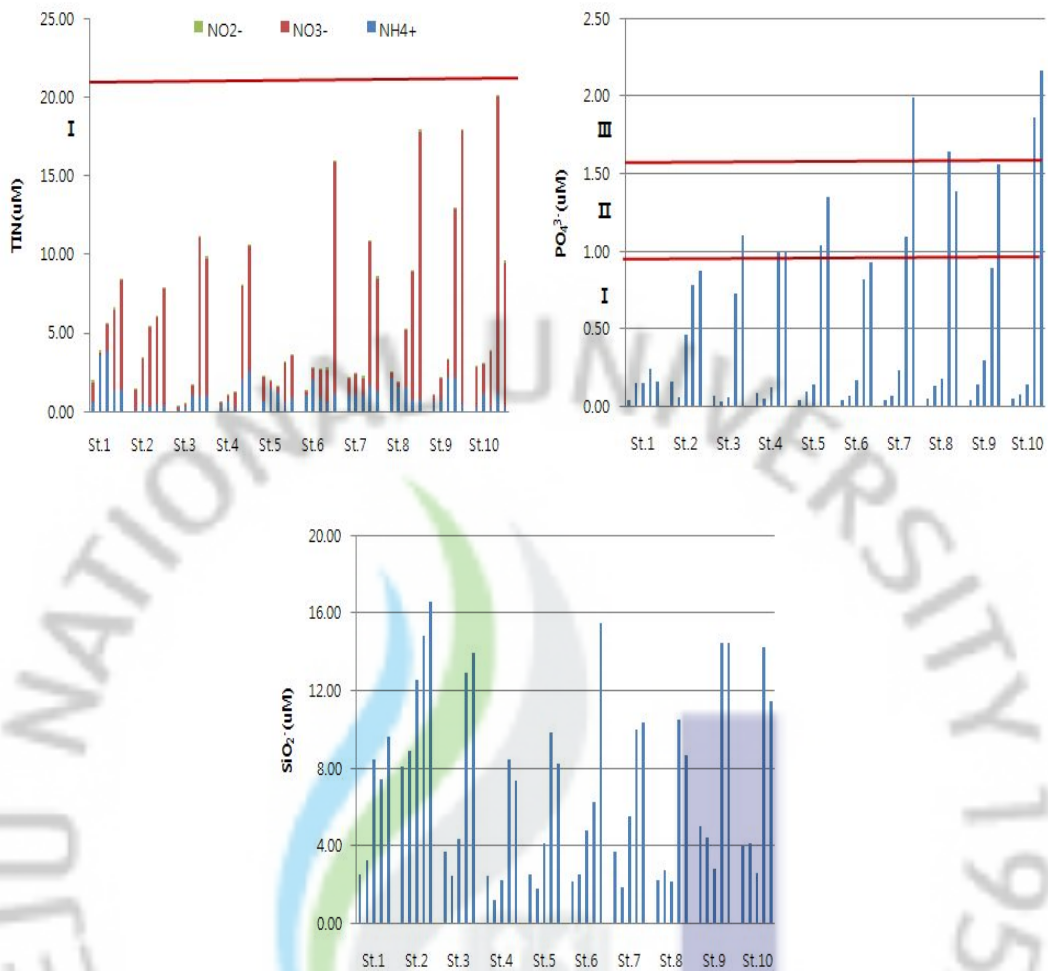 NO2- NO3- NH4+
25.00
20.00
15.00
10.00
5.00
0.00
TIN(uM)
I
St.1 St.2 St.3 St.4 St.5 St.6 St.7 St.8 St.9 St.10
2.50
2.00
1.50
1.00
0.50
0.00
PO₄³⁻(uM)
III
II
I
St.1 St.2 St.3 St.4 St.5 St.6 St.7 St.8 St.9 St.10
20.00
16.00
12.00
8.00
4.00
0.00
SiO₂⁻(uM)
St.1 St.2 St.3 St.4 St.5 St.6 St.7 St.8 St.9 St.10
NATIONAL UNIVERSITY